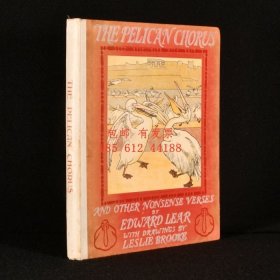 THE PELICAN CHORUS
THE PELICAN CHORUS
包邮 有发票
85 612 44188
AND OTHER NONSENSE VERSES
BY
EDWARD LEAR
WITH DRAWINGS BY
LESLIE BROOKE